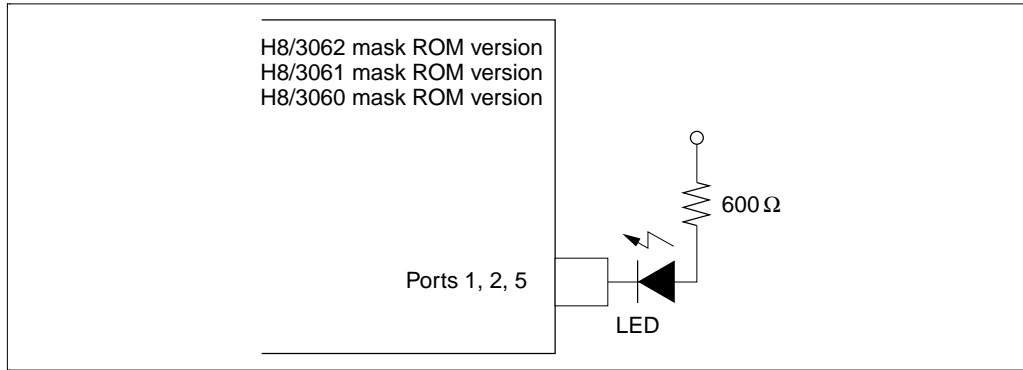 H8/3062 mask ROM version
H8/3061 mask ROM version
H8/3060 mask ROM version
600 Ω
Ports 1, 2, 5
LED